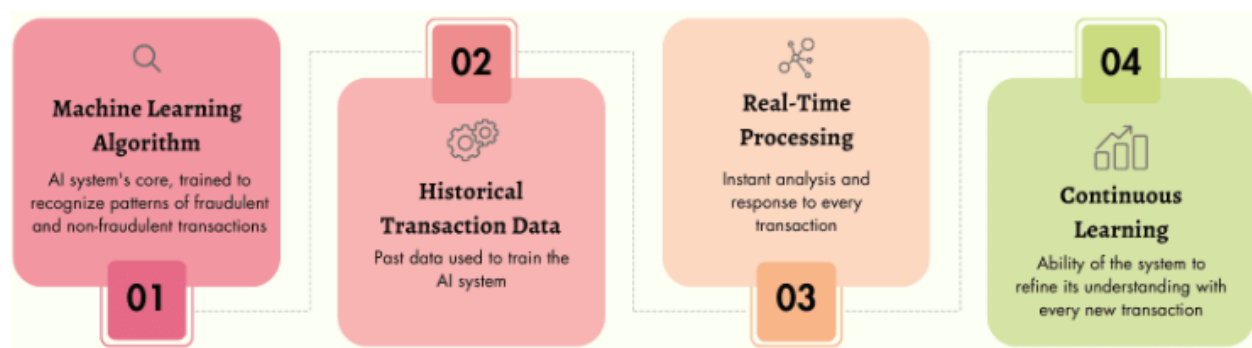 Machine Learning
Algorithm
AI system's core, trained to
recognize patterns of fraudulent
and non-fraudulent transactions
01
02
Historical
Transaction Data
Past data used to train the
AI system
Real-Time
Processing
Instant analysis and
response to every
transaction
03
04
Continuous
Learning
Ability of the system to
refine its understanding with
every new transaction